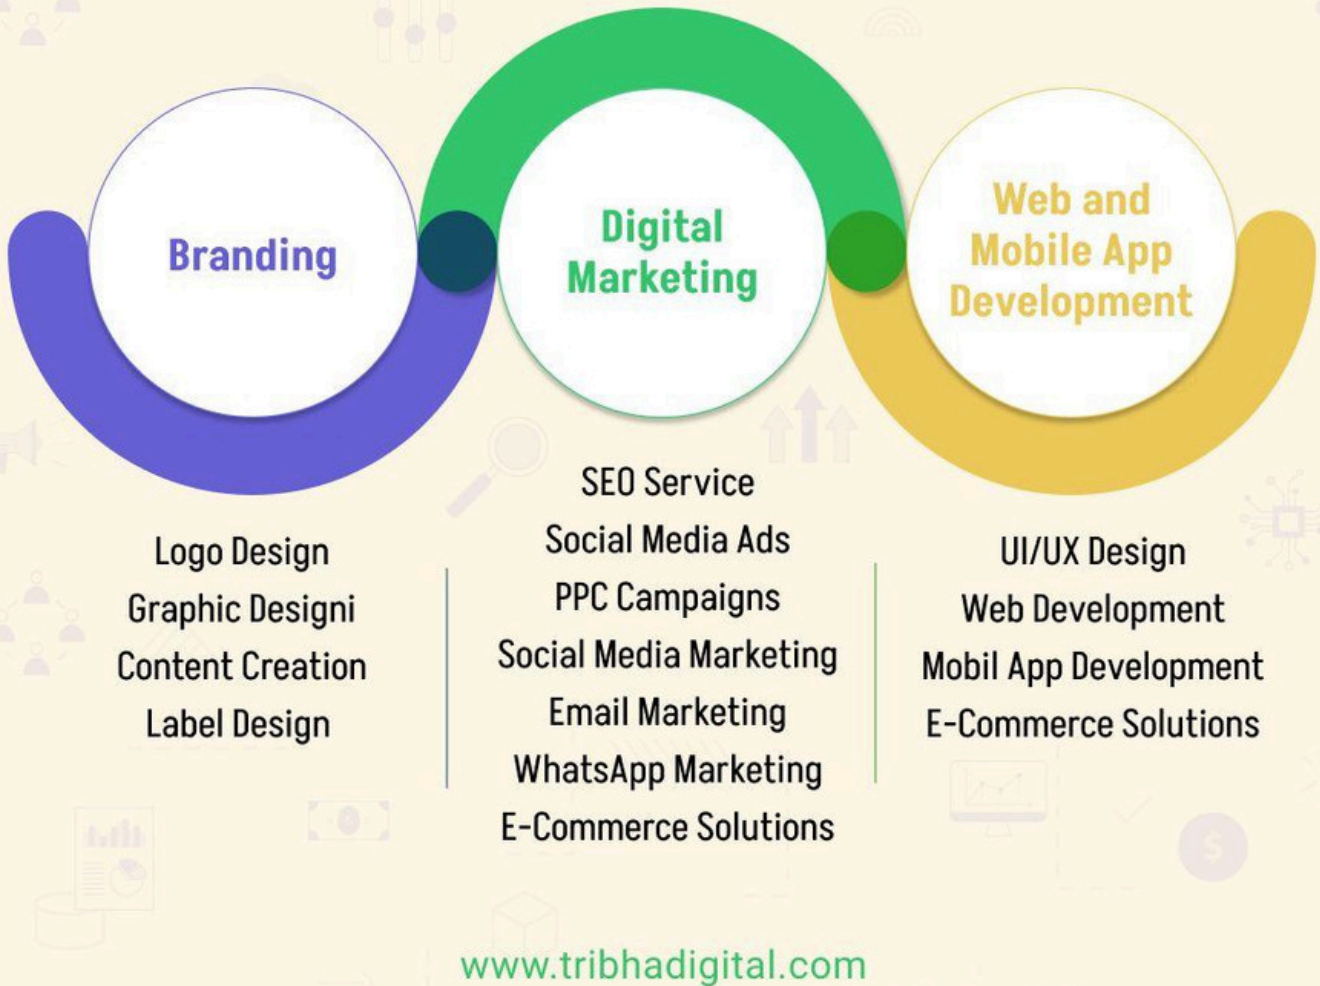 Branding
Digital
Marketing
Web and
Mobile App
Development
Logo Design
Graphic Designi
Content Creation
Label Design
SEO Service
Social Media Ads
PPC Campaigns
Social Media Marketing
Email Marketing
WhatsApp Marketing
E-Commerce Solutions
UI/UX Design
Web Development
Mobil App Development
E-Commerce Solutions
www.tribhadigital.com